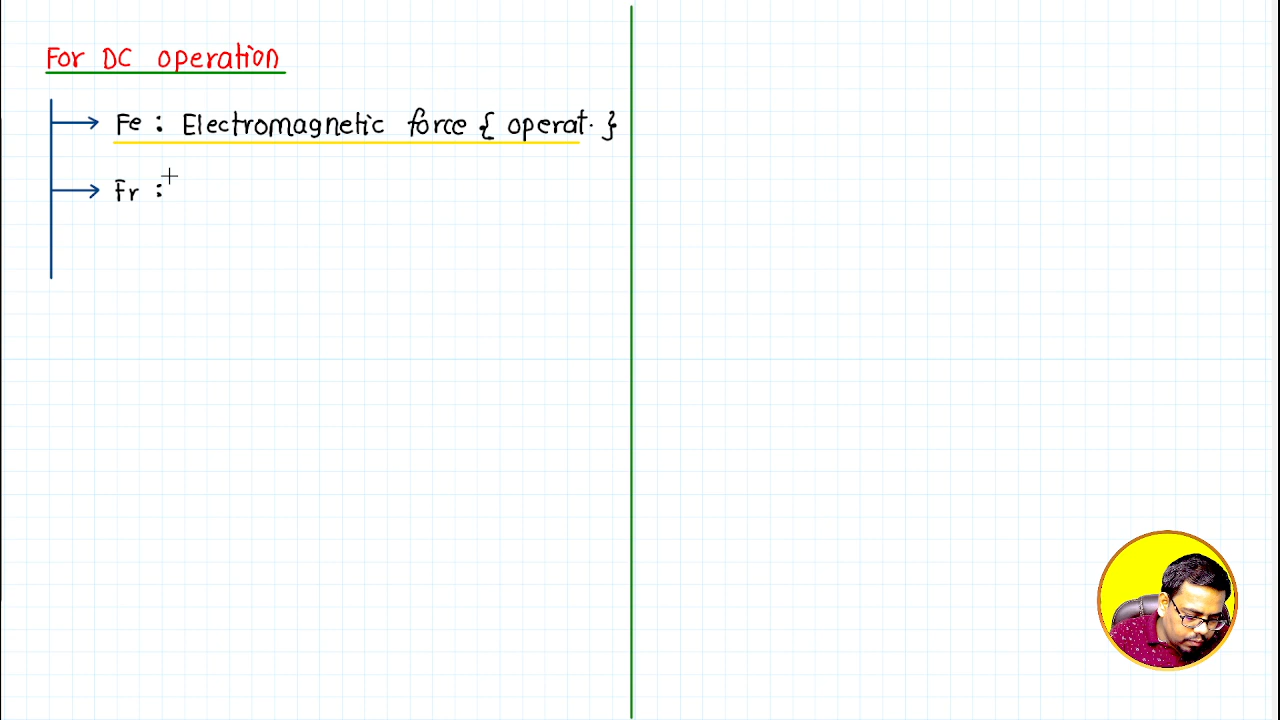 For DC operation
Fe : Electromagnetic force { operat. }
Fr :